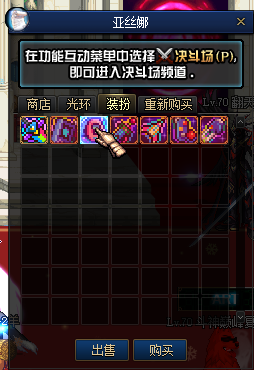 亚丝娜
在功能互动菜单中选择 决斗场(P),
即可进入决斗场频道.
商店 光环 装扮 重新购买
Lv.70
出售 购买